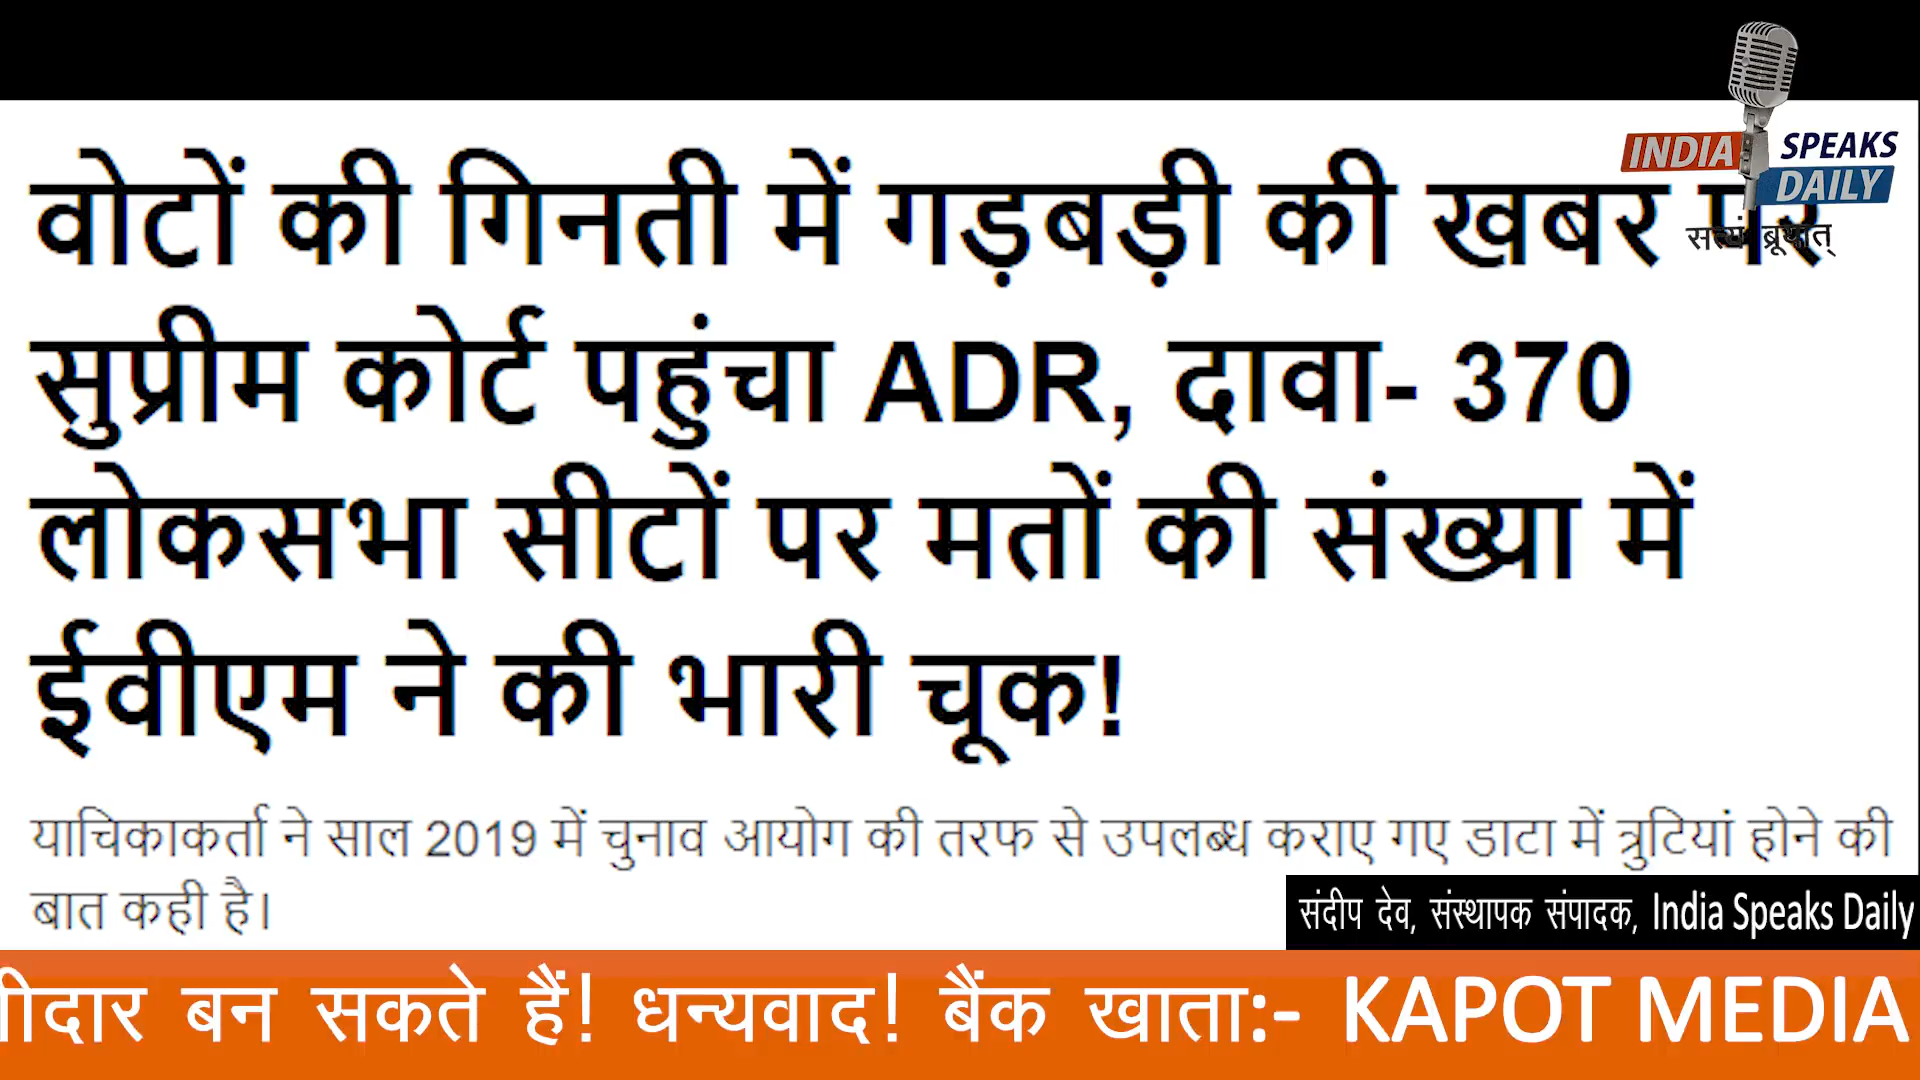 INDIA SPEAKS
DAILY
सत्यं ब्रूयात्
वोटों की गिनती में गड़बड़ी की खबर पर
सुप्रीम कोर्ट पहुंचा ADR, दावा- 370
लोकसभा सीटों पर मतों की संख्या में
ईवीएम ने की भारी चूक!
याचिकाकर्ता ने साल 2019 में चुनाव आयोग की तरफ से उपलब्ध कराए गए डाटा में त्रुटियां होने की
बात कही है।
संदीप देव, संस्थापक संपादक, India Speaks Daily
बन सकते हैं! धन्यवाद! बैंक खाता:- KAPOT MEDIA